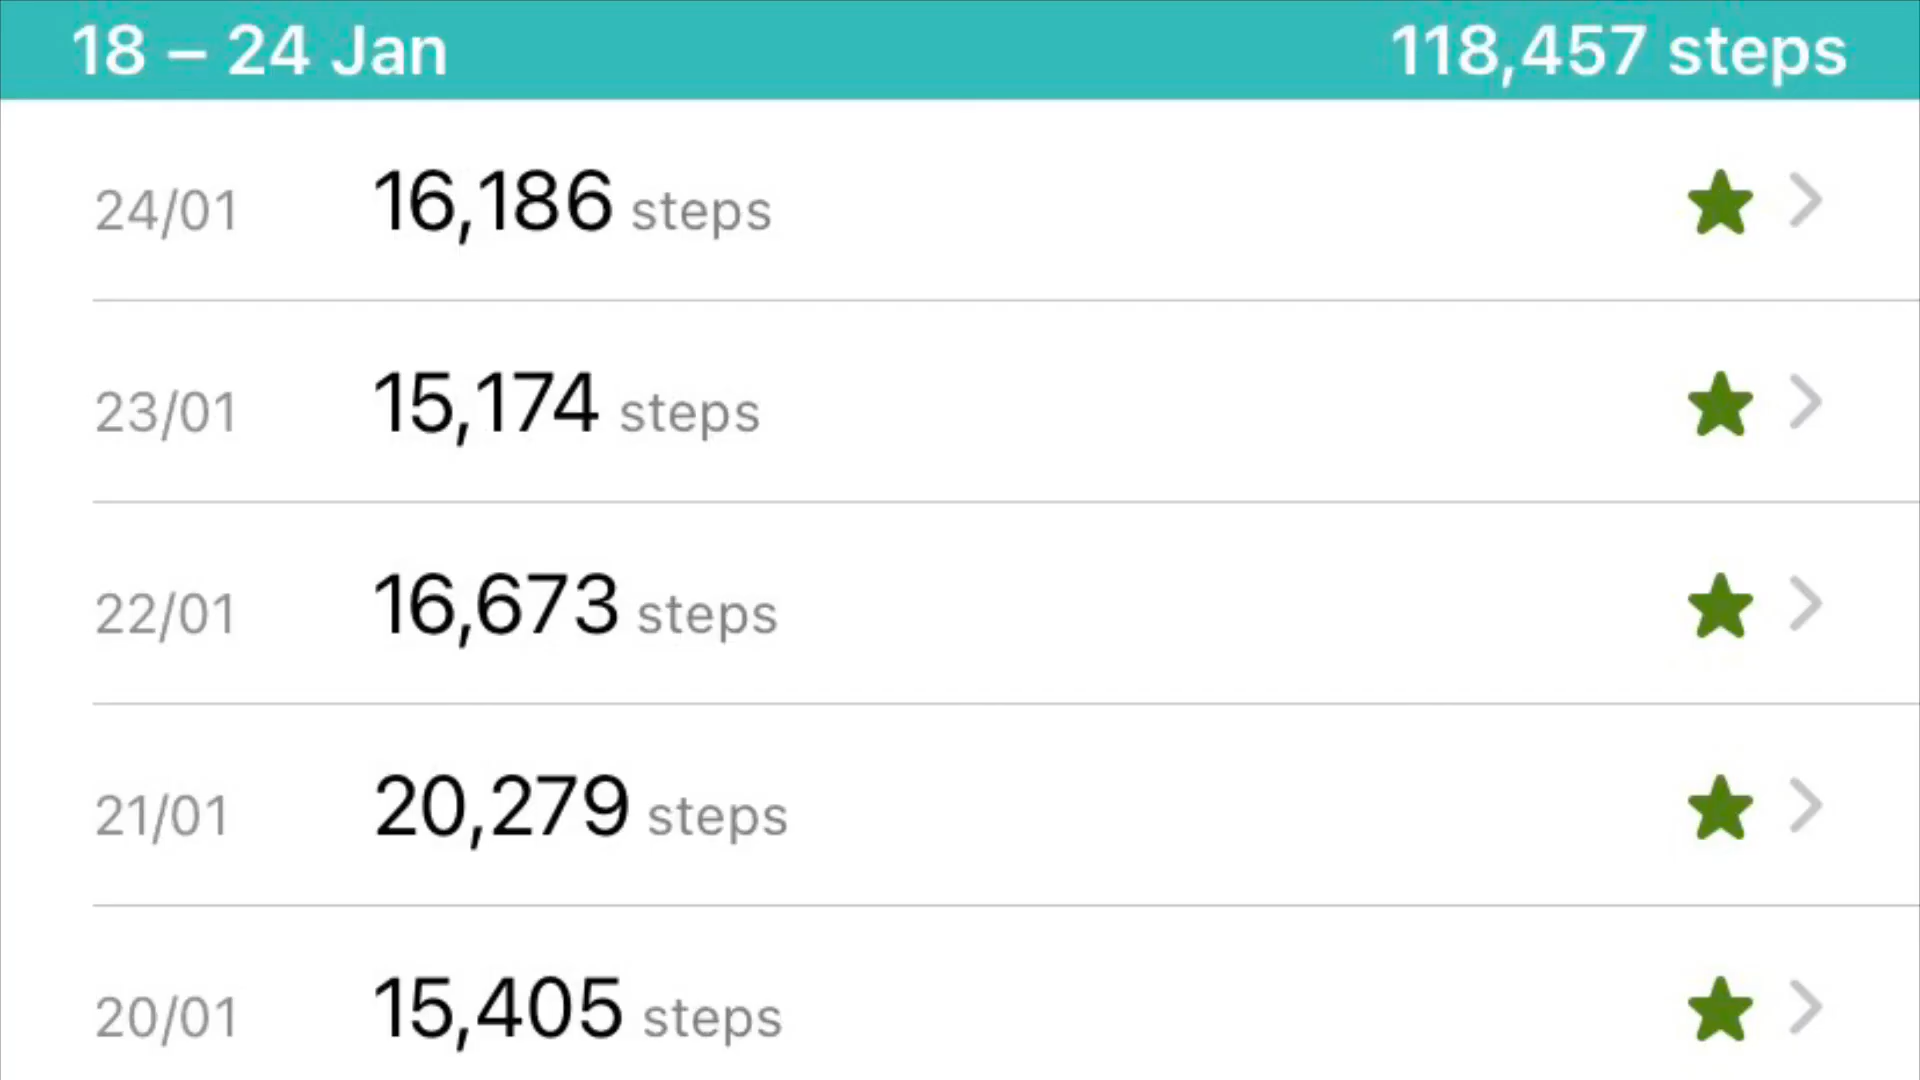 18 – 24 Jan 118,457 steps
24/01 16,186 steps
23/01 15,174 steps
22/01 16,673 steps
21/01 20,279 steps
20/01 15,405 steps